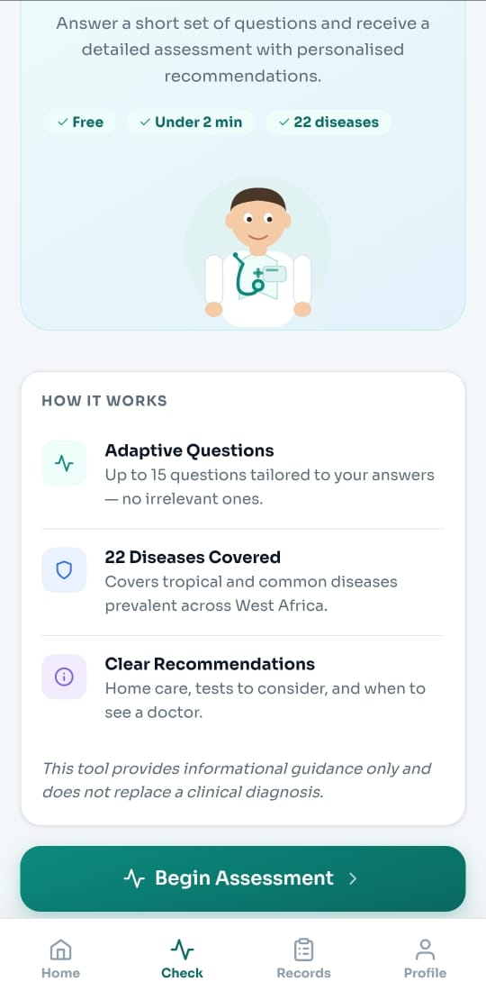 Answer a short set of questions and receive a
detailed assessment with personalised
recommendations.
✓ Free
✓ Under 2 min
✓ 22 diseases
HOW IT WORKS
Adaptive Questions
Up to 15 questions tailored to your answers
— no irrelevant ones.
22 Diseases Covered
Covers tropical and common diseases
prevalent across West Africa.
Clear Recommendations
Home care, tests to consider, and when to
see a doctor.
This tool provides informational guidance only and
does not replace a clinical diagnosis.
Begin Assessment
Home
Check
Records
Profile